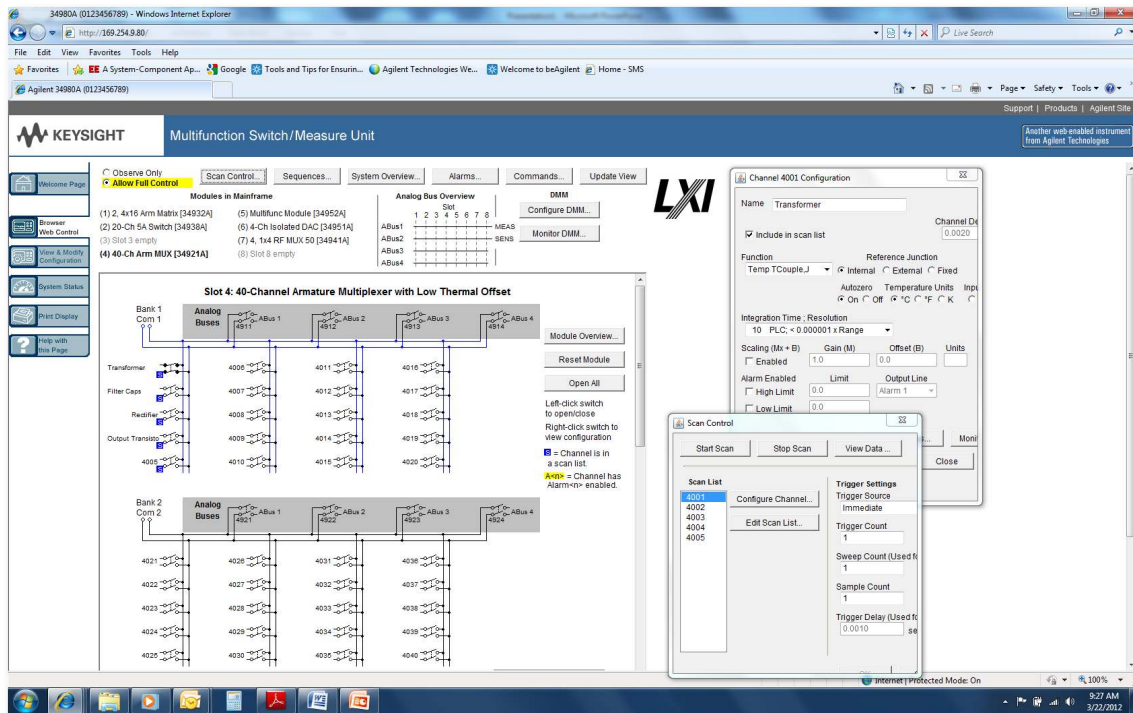 34980A (0123456789) - Windows Internet Explorer
http://169.254.9.80/
Live Search
File Edit View Favorites Tools Help
Favorites EE A System-Component Ap... Google Tools and Tips for Ensurin... Agilent Technologies We... Welcome to beAgilent Home - SMS
Agilent 34980A (0123456789)
Page Safety Tools
Support | Products | Agilent Site
KEYSIGHT Multifunction Switch/Measure Unit
Another web-enabled instrument
from Agilent Technologies
Welcome Page
Browser
Web Control
View & Modify
Configuration
System Status
Print Display
Help with
this Page
Observe Only
Allow Full Control
Scan Control... Sequences... System Overview... Alarms... Commands... Update View
Modules in Mainframe
(1) 2, 4x16 Arm Matrix [34932A] (5) Multifunc Module [34952A]
(2) 20-Ch 5A Switch [34938A] (6) 4-Ch Isolated DAC [34951A]
(3) Slot 3 empty (7) 4, 1x4 RF MUX 50 [34941A]
(4) 40-Ch Arm MUX [34921A] (8) Slot 8 empty
Analog Bus Overview
Slot
1 2 3 4 5 6 7 8
ABus1 MEAS
ABus2 SENS
ABus3
ABus4
DMM
Configure DMM...
Monitor DMM...
LXI
Slot 4: 40-Channel Armature Multiplexer with Low Thermal Offset
Bank 1
Com 1
Analog
Buses
ABus 1 ABus 2 ABus 3 ABus 4
4911 4912 4913 4914
Transformer 4006 4011 4016
Filter Caps 4007 4012 4017
Rectifier 4008 4013 4018
Output Transisto 4009 4014 4019
4005 4010 4015 4020
S
S
S
S
S
Module Overview...
Reset Module
Open All
Left-click switch
to open/close
Right-click switch to
view configuration
S = Channel is in
a scan list.
A<n> = Channel has
Alarm<n> enabled.
Bank 2
Com 2
Analog
Buses
ABus 1 ABus 2 ABus 3 ABus 4
4921 4922 4923 4924
4021 4026 4031 4036
4022 4027 4032 4037
4023 4028 4033 4038
4024 4029 4034 4039
4025 4030 4035 4040
Channel 4001 Configuration
Name Transformer
Channel De
Include in scan list 0.0020
Function Reference Junction
Temp TCouple,J Internal External Fixed
Autozero Temperature Units Inpu
On Off °C °F K
Integration Time ; Resolution
10 PLC; < 0.000001 x Range
Scaling (Mx + B) Gain (M) Offset (B) Units
Enabled 1.0 0.0
Alarm Enabled Limit Output Line
High Limit 0.0 Alarm 1
Low Limit 0.0
Moni
Close
Scan Control
Start Scan Stop Scan View Data ...
Scan List
4001
4002
4003
4004
4005
Configure Channel...
Edit Scan List...
Trigger Settings
Trigger Source
Immediate
Trigger Count
1
Sweep Count (Used fo
1
Sample Count
1
Trigger Delay (Used fo
0.0010 se
Internet | Protected Mode: On
100%
9:27 AM
3/22/2012